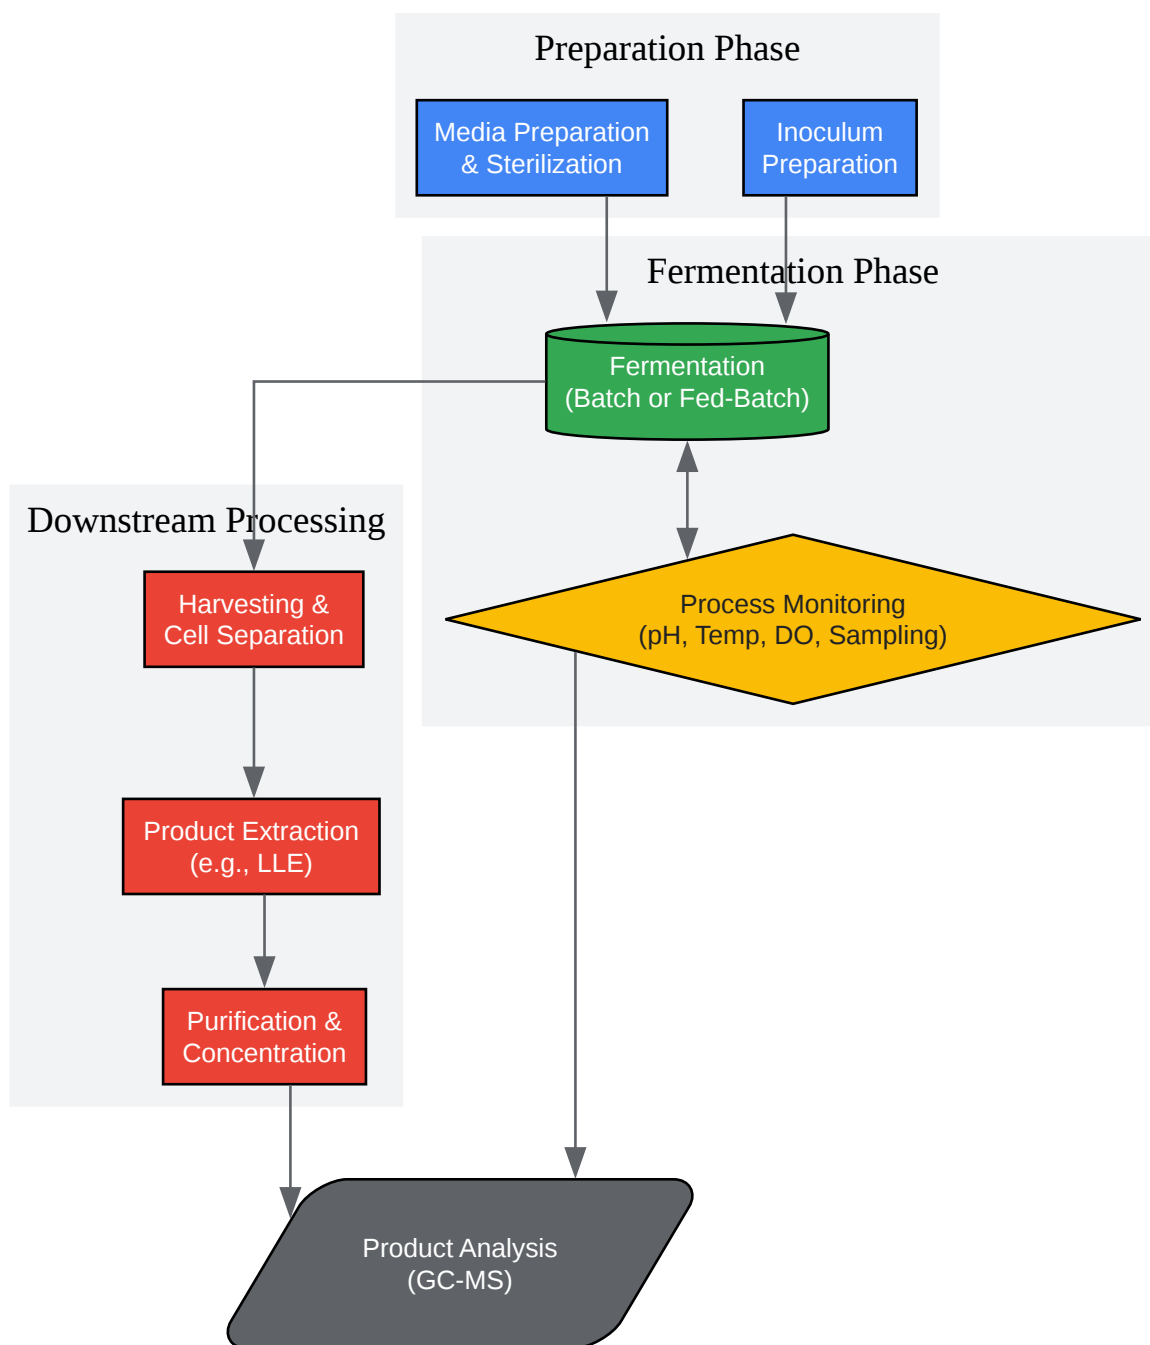 Preparation Phase
Media Preparation
& Sterilization
Inoculum
Preparation
Fermentation Phase
Fermentation
(Batch or Fed-Batch)
Downstream Processing
Harvesting &
Cell Separation
Process Monitoring
(pH, Temp, DO, Sampling)
Product Extraction
(e.g., LLE)
Purification &
Concentration
Product Analysis
(GC-MS)